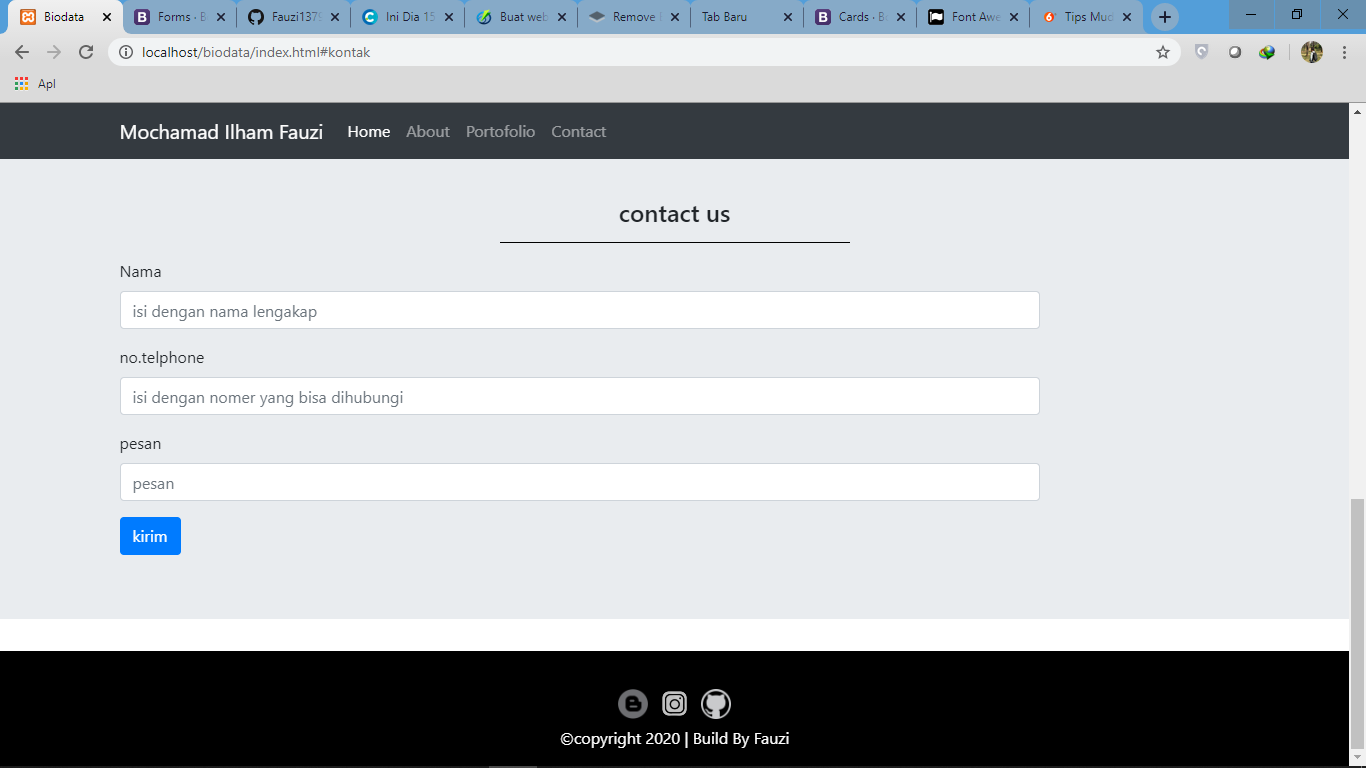 Biodata Forms · B Fauzi1379 Ini Dia 15 Buat web Remove Tab Baru Cards · B Font Awe Tips Mud
localhost/biodata/index.html#kontak
Apl
Mochamad Ilham Fauzi Home About Portofolio Contact
contact us
Nama
isi dengan nama lengakap
no.telphone
isi dengan nomer yang bisa dihubungi
pesan
pesan
kirim
©copyright 2020 | Build By Fauzi